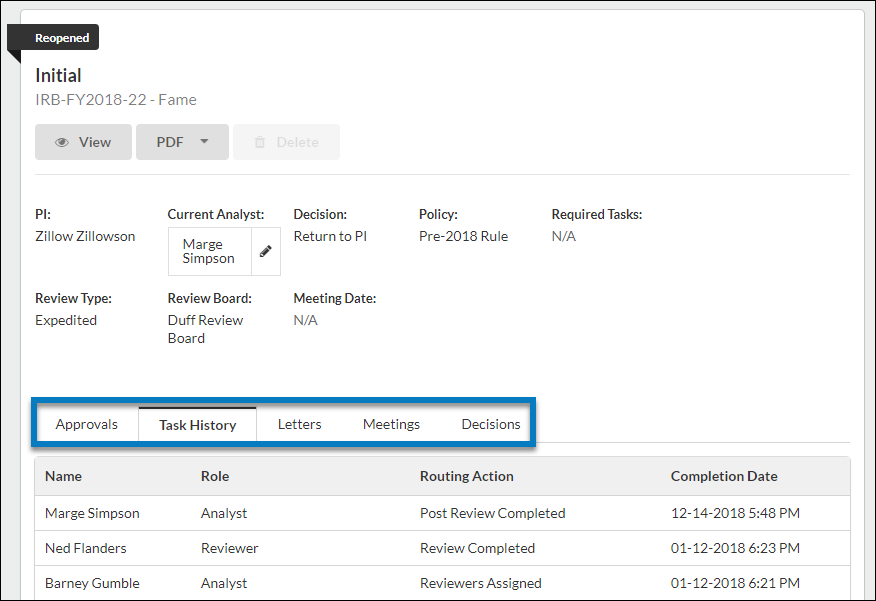 Reopened
Initial
IRB-FY2018-22 - Fame
View PDF Delete
PI: Current Analyst: Decision: Policy: Required Tasks:
Zillow Zillowson Marge Simpson Return to PI Pre-2018 Rule N/A
Review Type: Review Board: Meeting Date:
Expedited Duff Review Board N/A
Approvals Task History Letters Meetings Decisions
Name Role Routing Action Completion Date
Marge Simpson Analyst Post Review Completed 12-14-2018 5:48 PM
Ned Flanders Reviewer Review Completed 01-12-2018 6:23 PM
Barney Gumble Analyst Reviewers Assigned 01-12-2018 6:21 PM